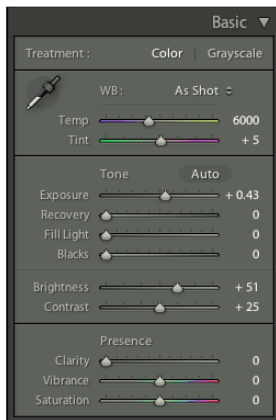 Basic ▼
Treatment : Color | Grayscale
WB : As Shot
Temp 6000
Tint + 5
Tone Auto
Exposure + 0.43
Recovery 0
Fill Light 0
Blacks 0
Brightness + 51
Contrast + 25
Presence
Clarity 0
Vibrance 0
Saturation 0